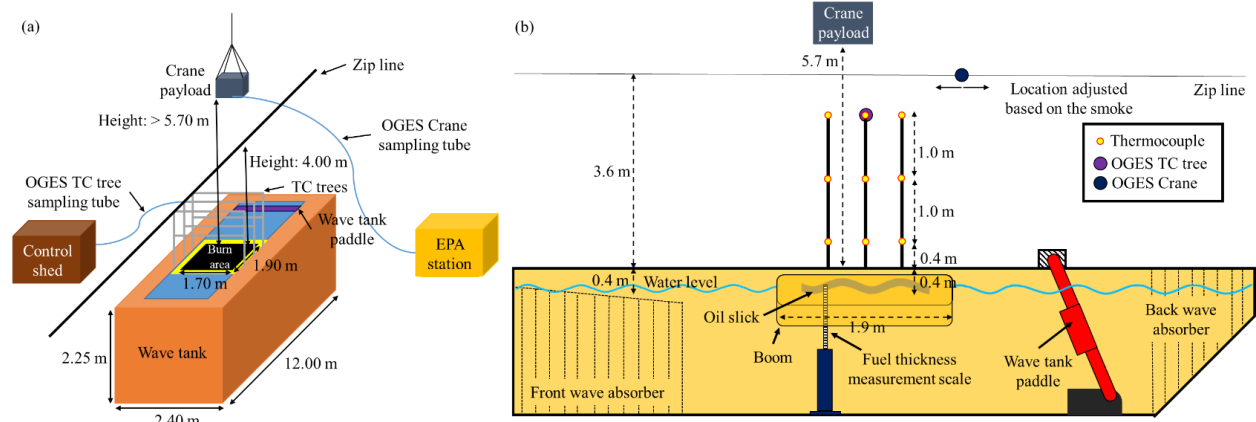 (a)
Crane
payload
Zip line
Height: > 5.70 m
OGES Crane
sampling tube
Height: 4.00 m
OGES TC tree
sampling tube
TC trees
Wave tank
paddle
Control
shed
Burn
area
1.90 m
1.70 m
EPA
station
2.25 m
Wave tank
12.00 m
2.40 m
(b)
Crane
payload
5.7 m
Location adjusted
based on the smoke
Zip line
3.6 m
1.0 m
1.0 m
0.4 m
Thermocouple
OGES TC tree
OGES Crane
0.4 m
Water level
0.4 m
Oil slick
1.9 m
Boom
Fuel thickness
measurement scale
Front wave absorber
Wave tank
paddle
Back wave
absorber